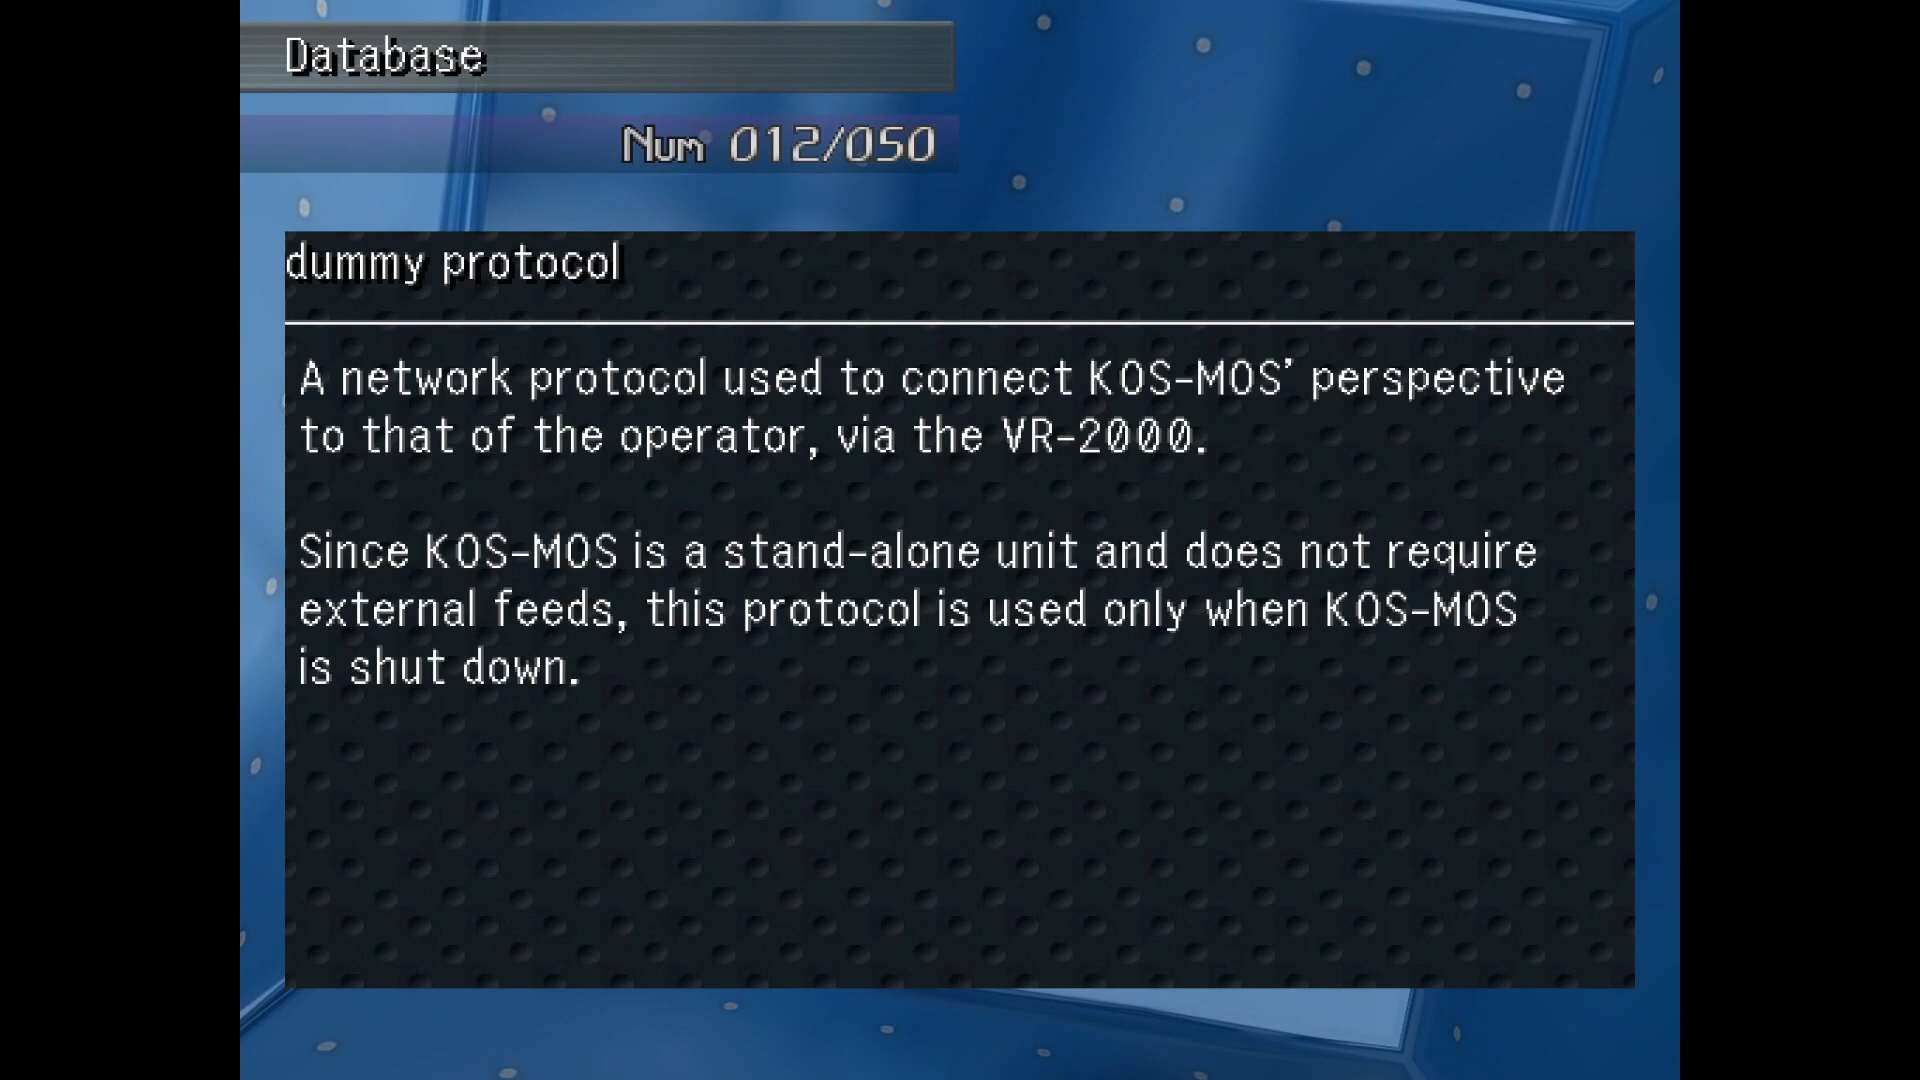 Database
Num 012/050
dummy protocol
A network protocol used to connect KOS-MOS' perspective
to that of the operator, via the VR-2000.
Since KOS-MOS is a stand-alone unit and does not require
external feeds, this protocol is used only when KOS-MOS
is shut down.